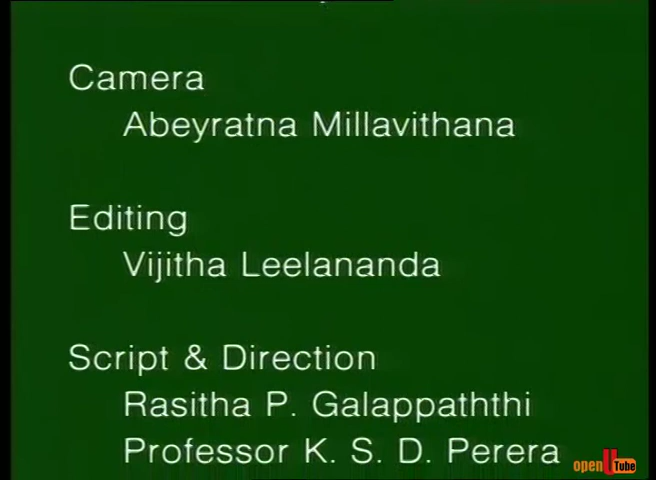 Camera
Abeyratna Millavithana
Editing
Vijitha Leelananda
Script & Direction
Rasitha P. Galappaththi
Professor K. S. D. Perera
openUTube